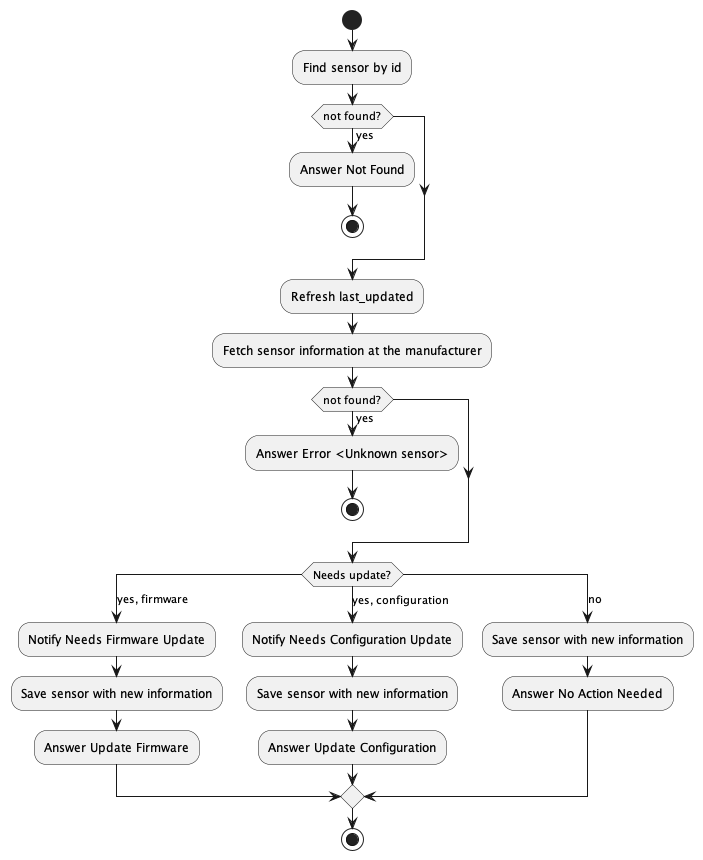 Find sensor by id
not found?
yes
Answer Not Found
Refresh last_updated
Fetch sensor information at the manufacturer
not found?
yes
Answer Error <Unknown sensor>
Needs update?
yes, firmware
yes, configuration
no
Notify Needs Firmware Update
Notify Needs Configuration Update
Save sensor with new information
Save sensor with new information
Save sensor with new information
Answer No Action Needed
Answer Update Firmware
Answer Update Configuration